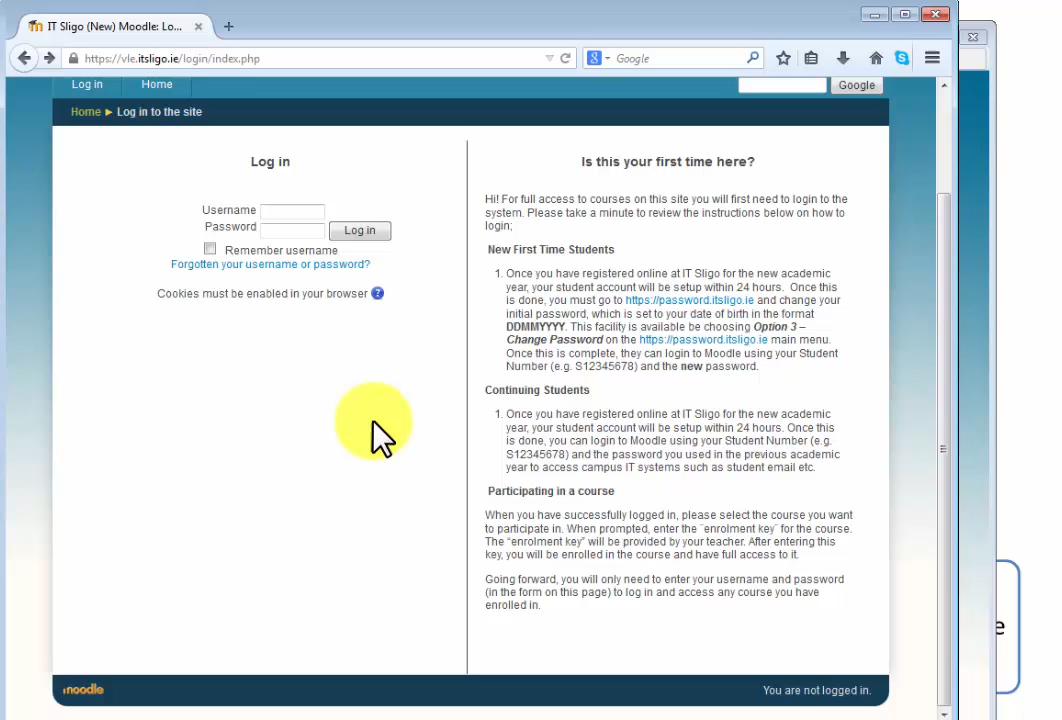 IT Sligo (New) Moodle: Lo...
https://vle.itsligo.ie/login/index.php
Google
Log in
Home
Google
Home ► Log in to the site
Log in
Username
Password
Log in
Remember username
Forgotten your username or password?
Cookies must be enabled in your browser
Is this your first time here?
Hi! For full access to courses on this site you will first need to login to the
system. Please take a minute to review the instructions below on how to
login;
New First Time Students
1. Once you have registered online at IT Sligo for the new academic
year, your student account will be setup within 24 hours. Once this
is done, you must go to https://password.itsligo.ie and change your
initial password, which is set to your date of birth in the format
DDMMYYYY. This facility is available be choosing Option 3 –
Change Password on the https://password.itsligo.ie main menu.
Once this is complete, they can login to Moodle using your Student
Number (e.g. S12345678) and the new password.
Continuing Students
1. Once you have registered online at IT Sligo for the new academic
year, your student account will be setup within 24 hours. Once this
is done, you can login to Moodle using your Student Number (e.g.
S12345678) and the password you used in the previous academic
year to access campus IT systems such as student email etc.
Participating in a course
When you have successfully logged in, please select the course you want
to participate in. When prompted, enter the ¨enrolment key¨ for the course.
The “enrolment key” will be provided by your teacher. After entering this
key, you will be enrolled in the course and have full access to it.
Going forward, you will only need to enter your username and password
(in the form on this page) to log in and access any course you have
enrolled in.
e
moodle
You are not logged in.